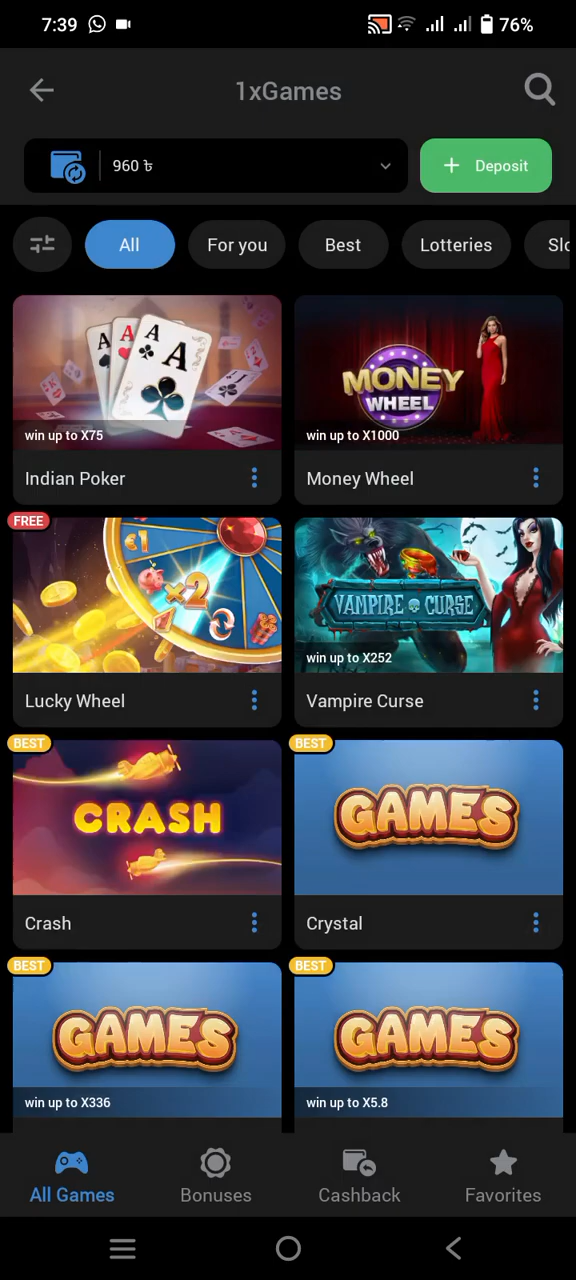 7:39
76%
1xGames
960 ৳
+ Deposit
All
For you
Best
Lotteries
Slo
A A A A
J
win up to X75
MONEY
WHEEL
win up to X1000
Indian Poker
Money Wheel
FREE
€1
x2
VAMPIRE CURSE
win up to X252
Lucky Wheel
Vampire Curse
BEST
BEST
CRASH
GAMES
Crash
Crystal
BEST
BEST
GAMES
GAMES
win up to X336
win up to X5.8
All Games
Bonuses
Cashback
Favorites